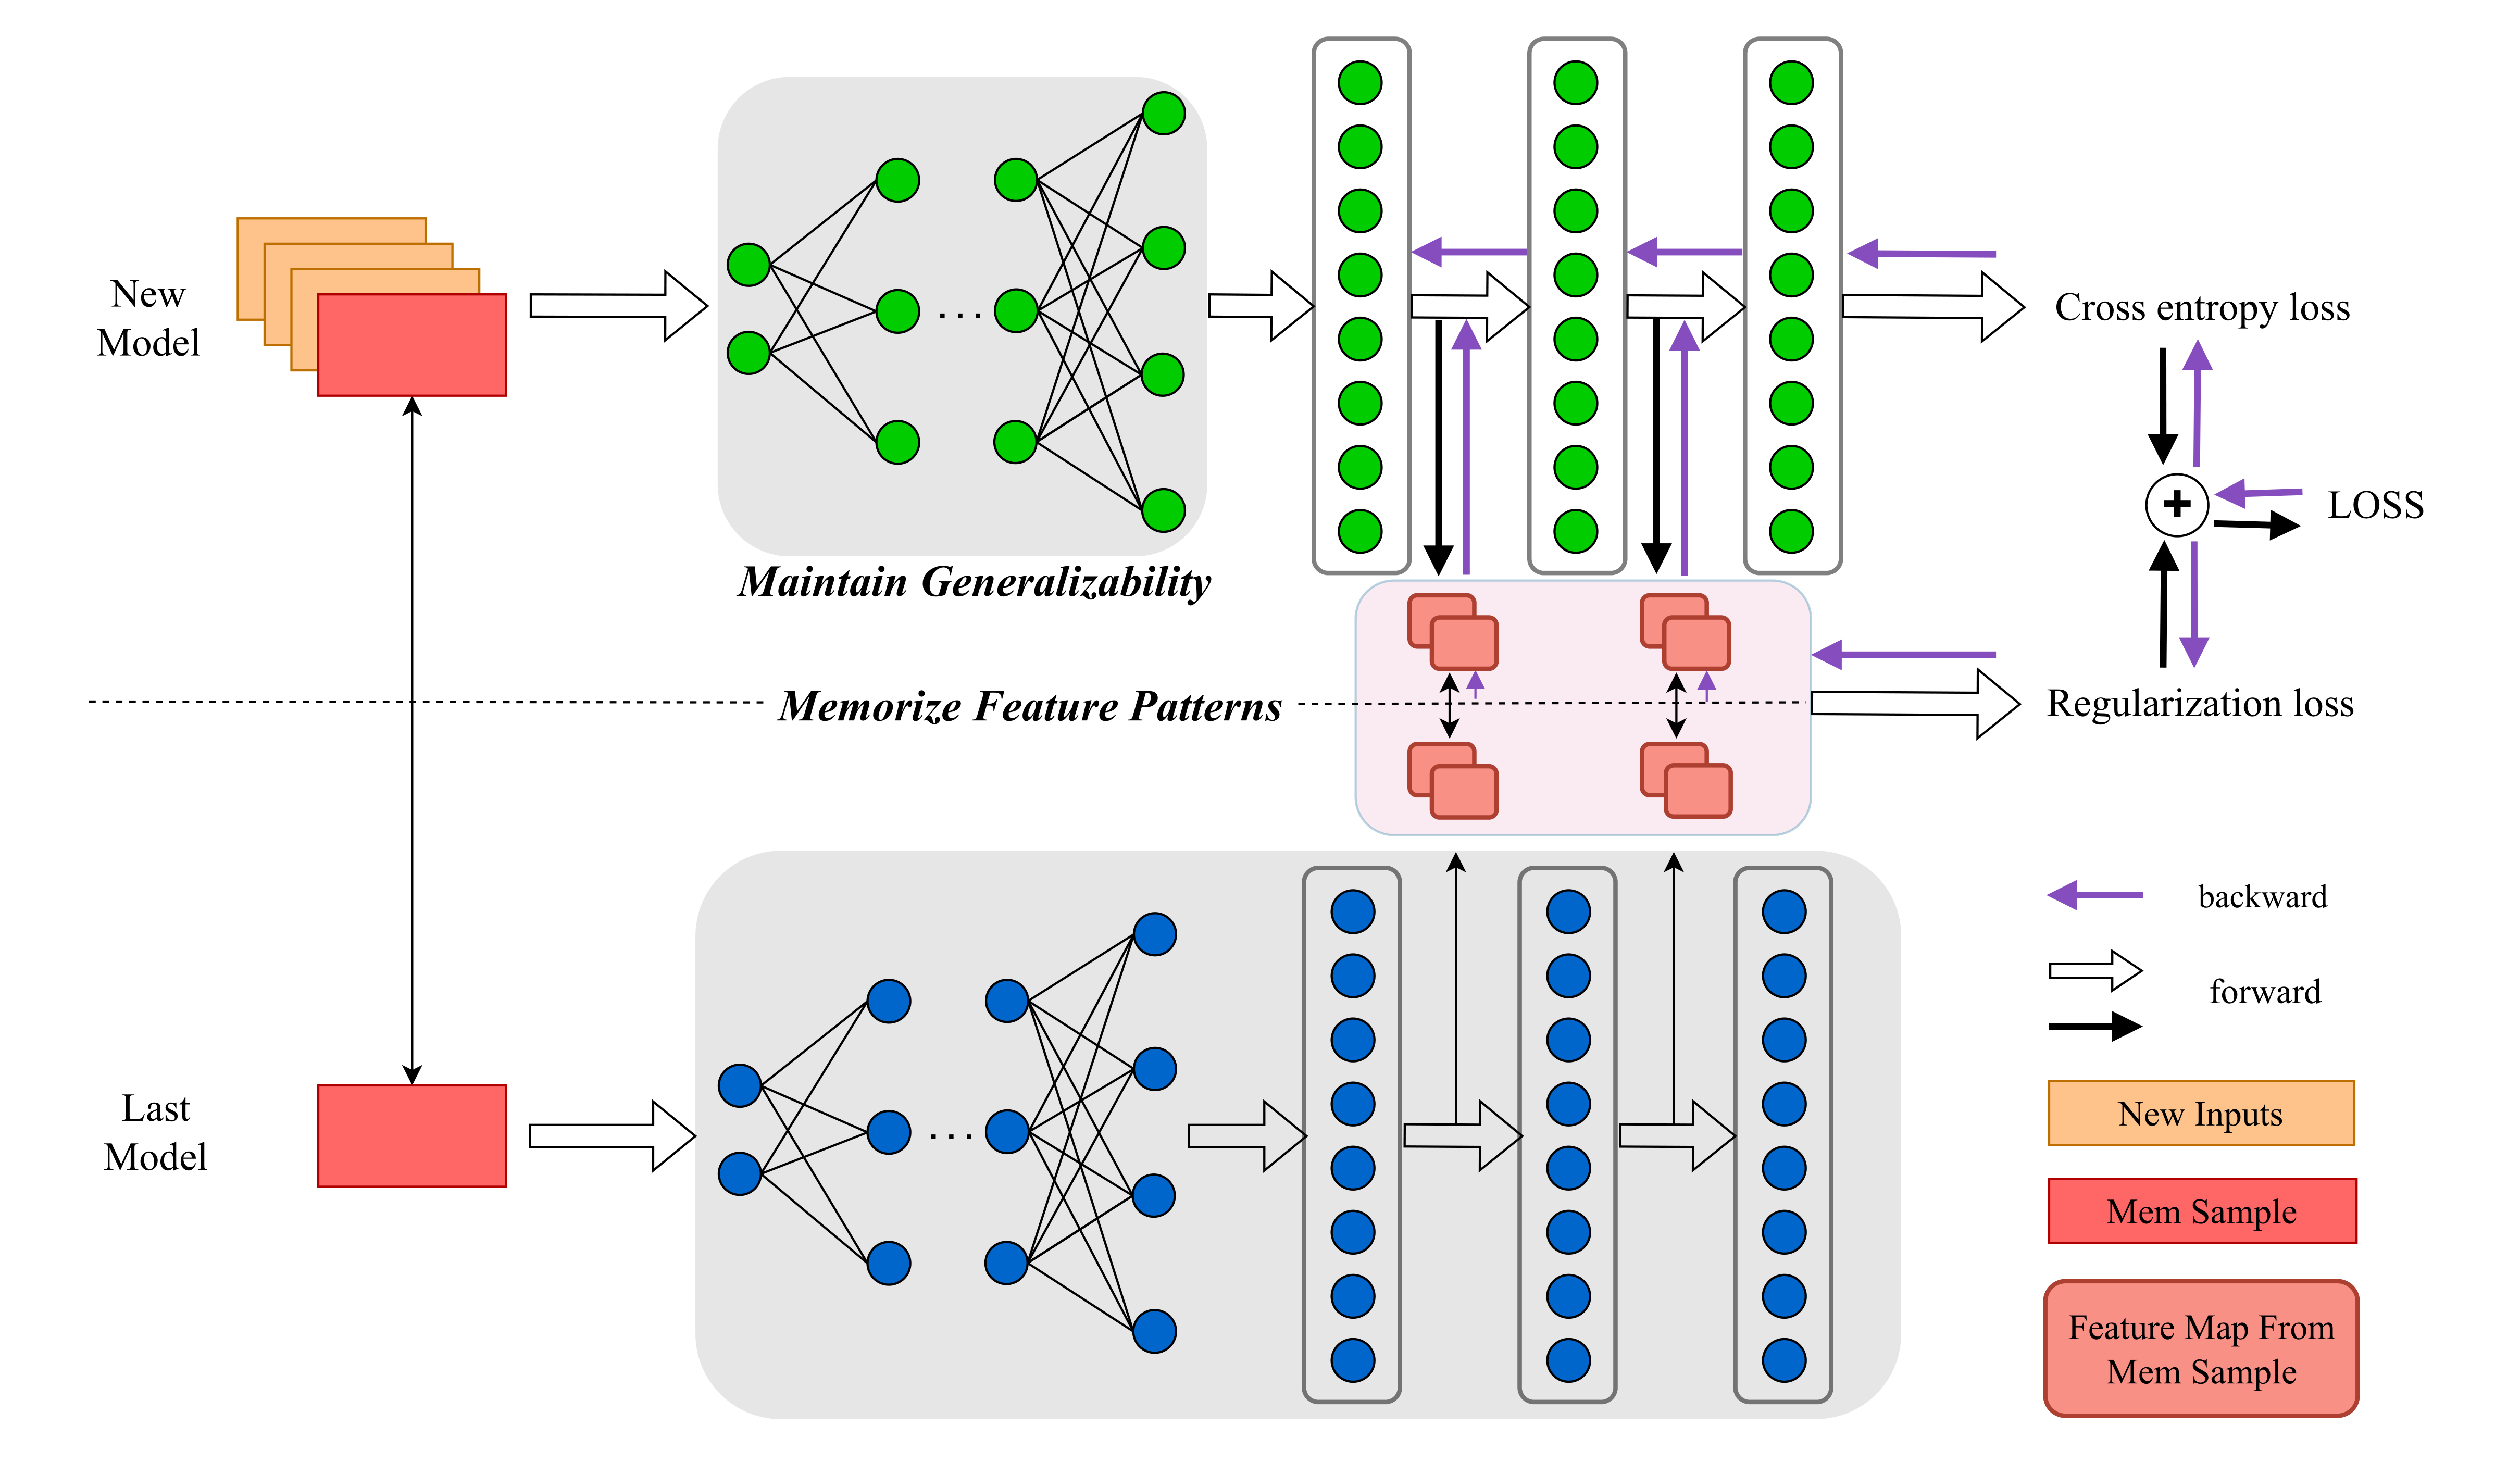 New
Model
. . .
Cross entropy loss
LOSS
Maintain Generalizability
Memorize Feature Patterns
Regularization loss
backward
forward
Last
Model
. . .
New Inputs
Mem Sample
Feature Map From
Mem Sample